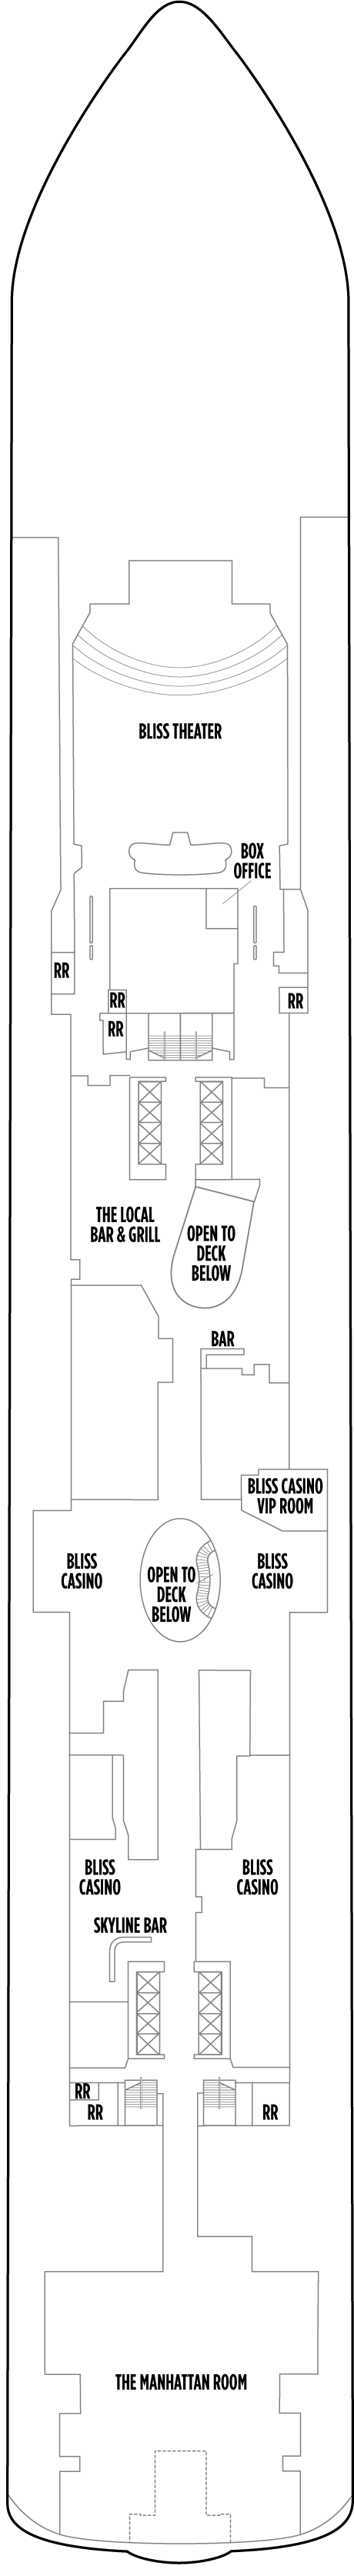 BLISS THEATER
BOX
OFFICE
RR
RR
RR
RR
THE LOCAL
BAR & GRILL
OPEN TO
DECK
BELOW
BAR
BLISS CASINO
VIP ROOM
BLISS
CASINO
OPEN TO
DECK
BELOW
BLISS
CASINO
BLISS
CASINO
BLISS
CASINO
SKYLINE BAR
RR
RR
RR
THE MANHATTAN ROOM